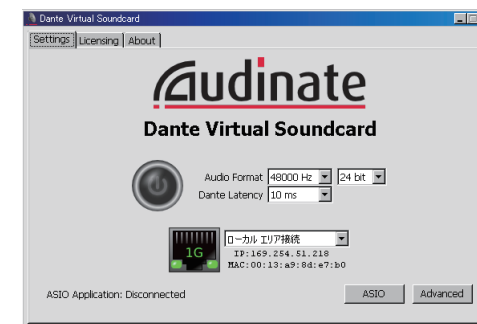 Dante Virtual Soundcard
Settings Licensing About
Audinate
Dante Virtual Soundcard
Audio Format 48000 Hz 24 bit
Dante Latency 10 ms
ローカル エリア接続
1G
IP:169.254.51.218
MAC:00:13:a9:8d:e7:b0
ASIO Application: Disconnected ASIO Advanced